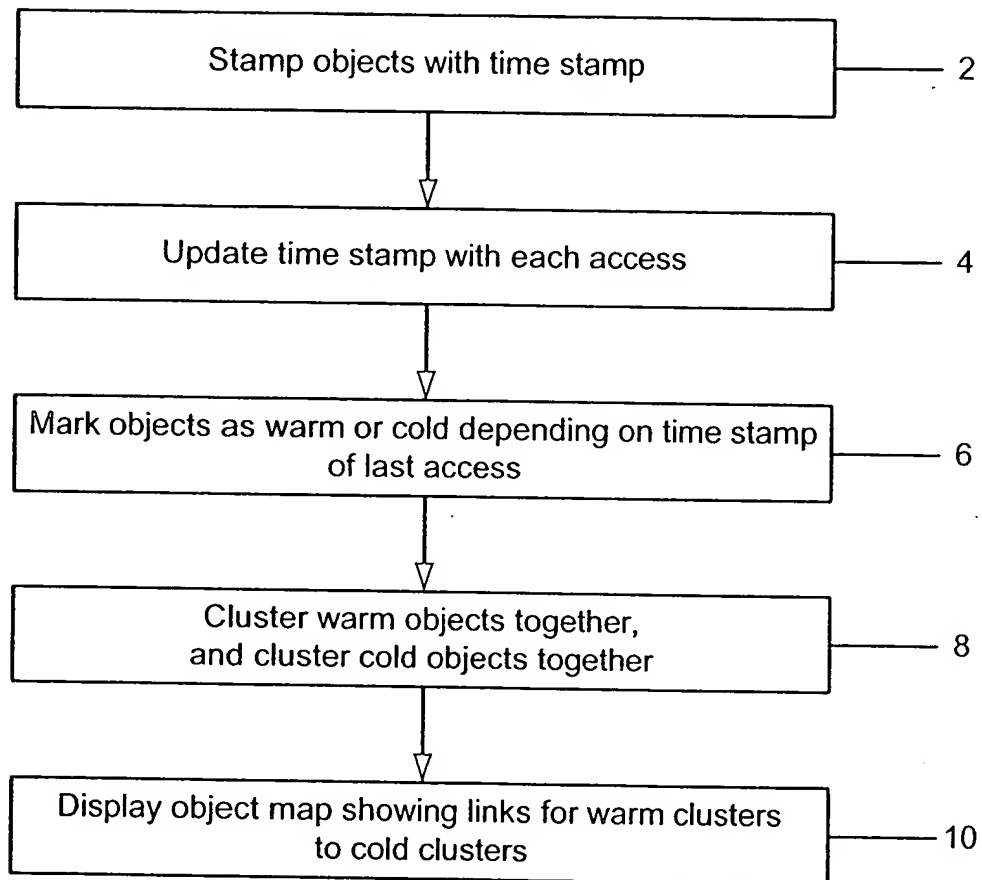 Stamp objects with time stamp
2
Update time stamp with each access
4
Mark objects as warm or cold depending on time stamp
of last access
6
Cluster warm objects together,
and cluster cold objects together
8
Display object map showing links for warm clusters
to cold clusters
10